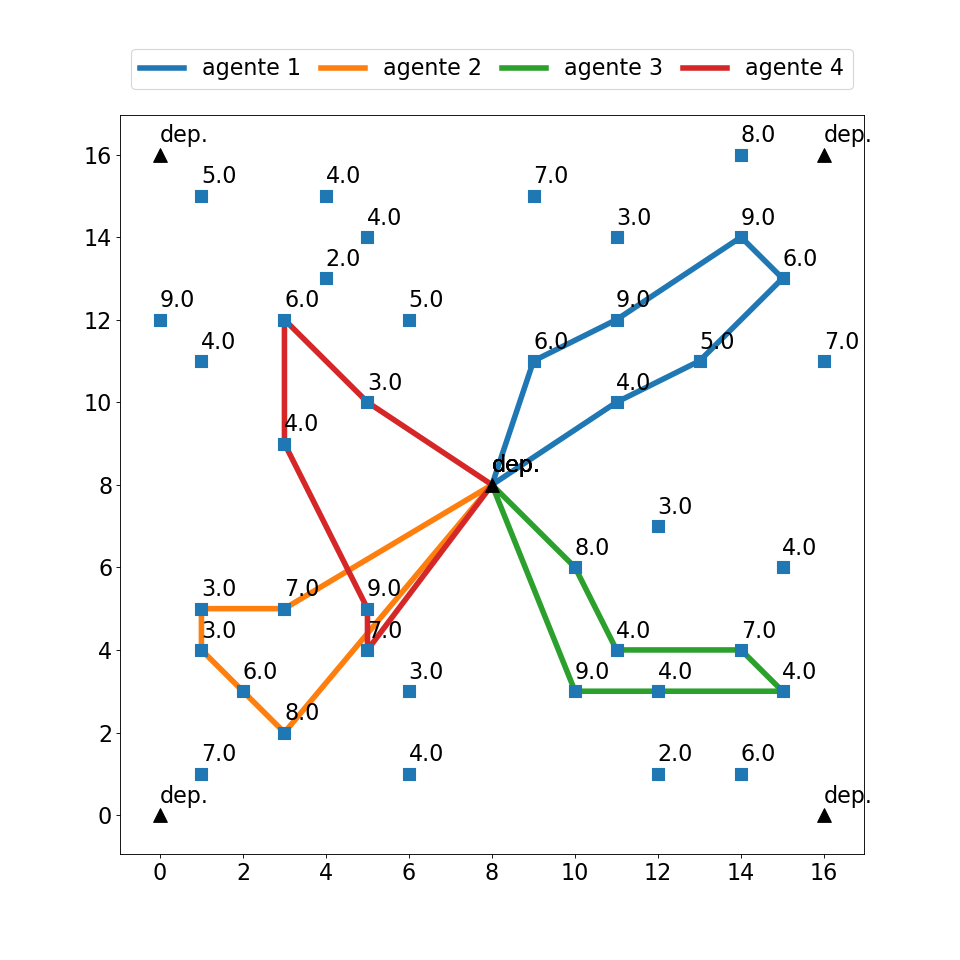 agente 1 agente 2 agente 3 agente 4
dep. 8.0 dep.
16
5.0 4.0 7.0
4.0 3.0 9.0
14
2.0 6.0
9.0 6.0 5.0 9.0
12
4.0 6.0 5.0 7.0
3.0 4.0
10
4.0
dep. dep.
8
3.0
8.0 4.0
6
3.0 7.0 9.0
3.0 7.0 4.0 7.0
4
6.0 3.0 9.0 4.0 4.0
8.0
2
7.0 4.0 2.0 6.0
dep. dep.
0
0 2 4 6 8 10 12 14 16